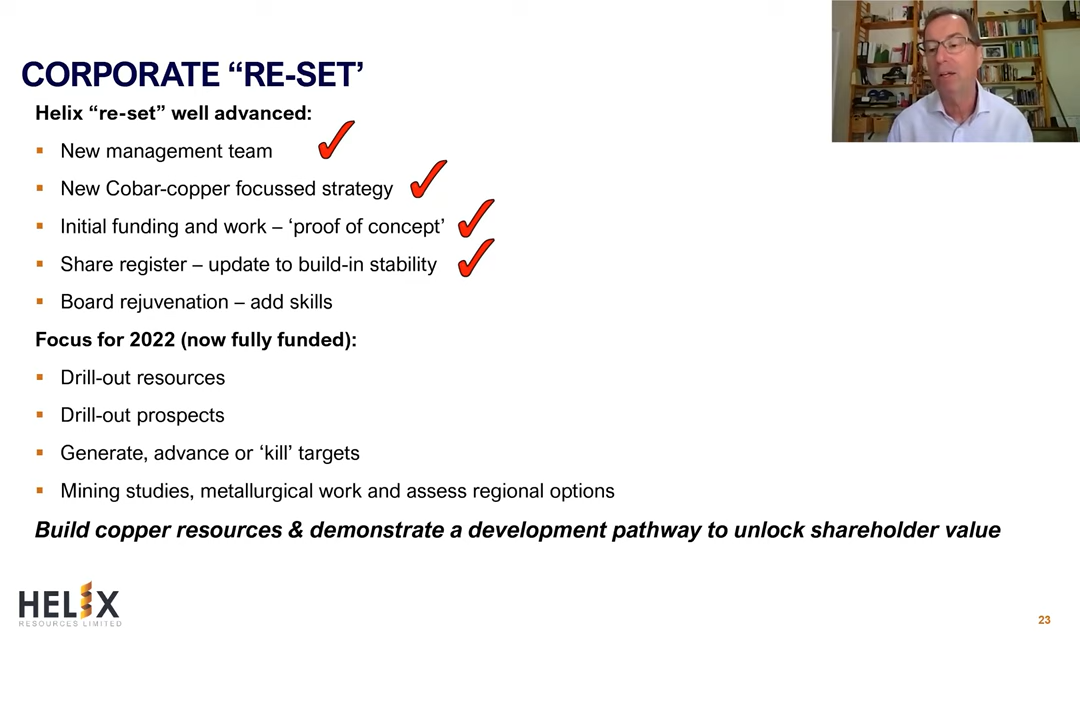 CORPORATE “RE-SET’
Helix “re-set” well advanced:
▪ New management team
▪ New Cobar-copper focussed strategy
▪ Initial funding and work – ‘proof of concept’
▪ Share register – update to build-in stability
▪ Board rejuvenation – add skills
Focus for 2022 (now fully funded):
▪ Drill-out resources
▪ Drill-out prospects
▪ Generate, advance or ‘kill’ targets
▪ Mining studies, metallurgical work and assess regional options
Build copper resources & demonstrate a development pathway to unlock shareholder value
HELIX
RESOURCES LIMITED
23